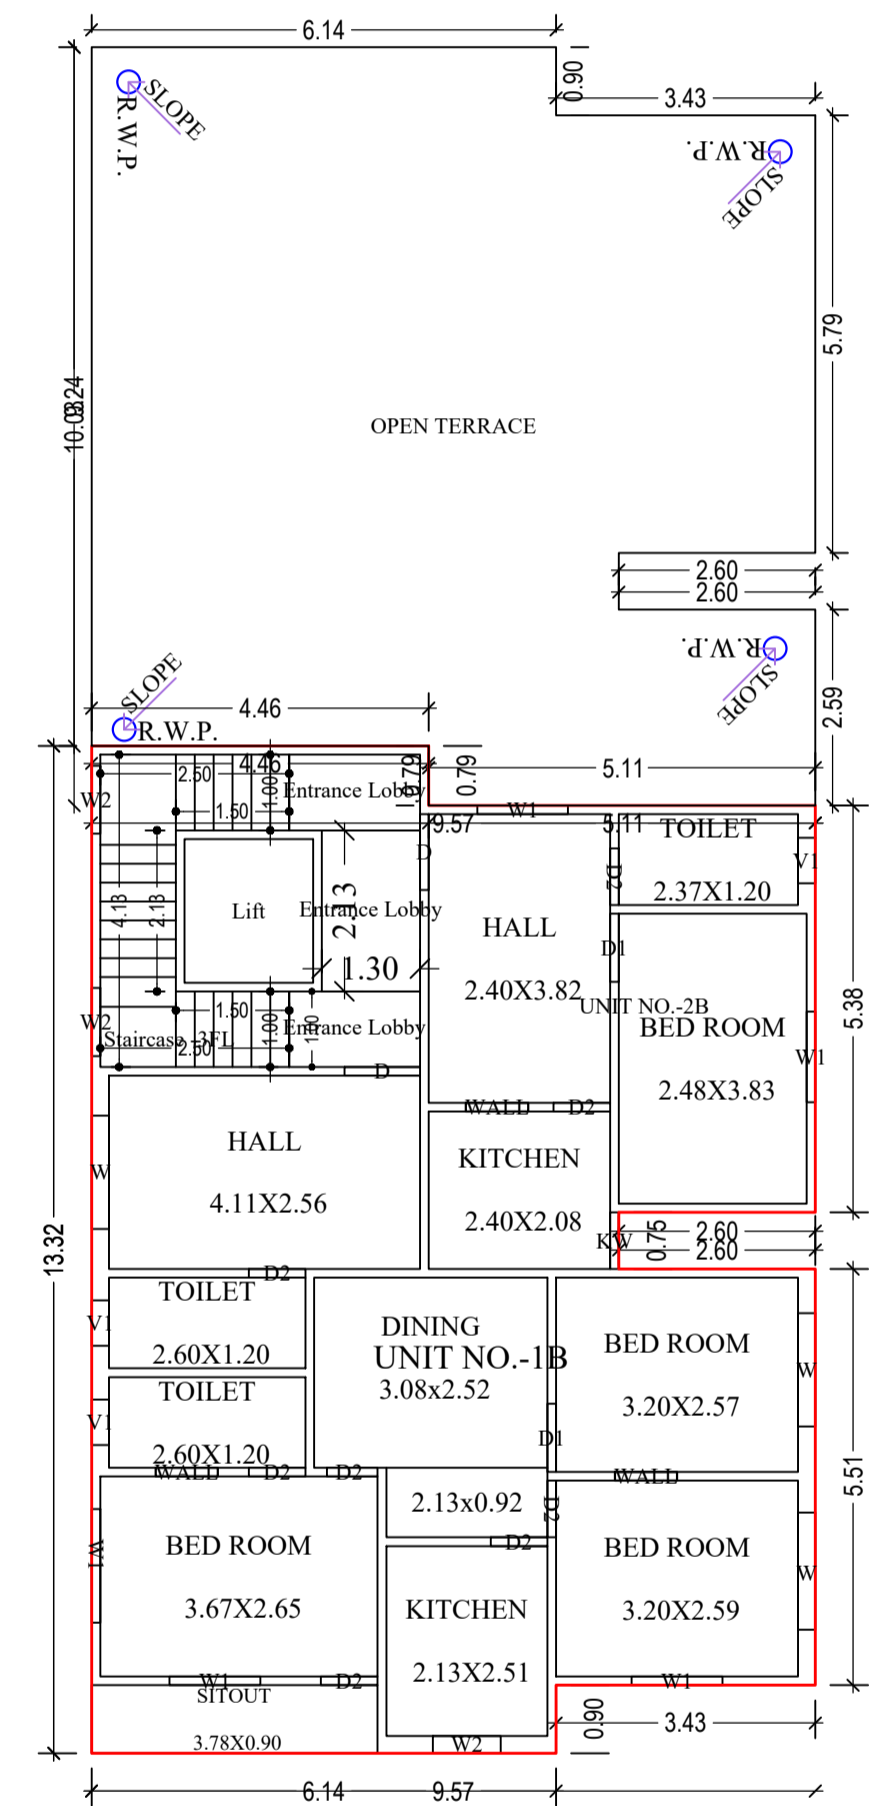 6.14
0.90
3.43
SLOPE
R.W.P.
R.W.P.
SLOPE
5.79
OPEN TERRACE
2.60
2.60
R.W.P.
SLOPE
2.59
SLOPE
R.W.P.
4.46
4.46
0.79
0.79
5.11
2.50
1.00
Entrance Lobby
W2
1.50
9.57
W1
5.11
TOILET
D
D2
V1
2.37X1.20
4.13
2.13
Lift
2.13
Entrance Lobby
HALL
D1
1.30
2.40X3.82
UNIT NO.-2B
BED ROOM
5.38
W2
1.50
1.00
1.00
Entrance Lobby
Staircase -3FL
2.50
W1
D
2.48X3.83
WALL
D2
HALL
KITCHEN
W
4.11X2.56
2.40X2.08
13.32
KW
0.75
2.60
2.60
D2
TOILET
V1
2.60X1.20
DINING
UNIT NO.-1B
3.08x2.52
BED ROOM
W
3.20X2.57
TOILET
V1
2.60X1.20
D1
WALL
D2
D2
WALL
5.51
2.13x0.92
D2
D2
BED ROOM
W1
3.67X2.65
BED ROOM
W
3.20X2.59
KITCHEN
2.13X2.51
W1
D2
W1
SITOUT
3.78X0.90
W2
0.90
3.43
6.14
9.57